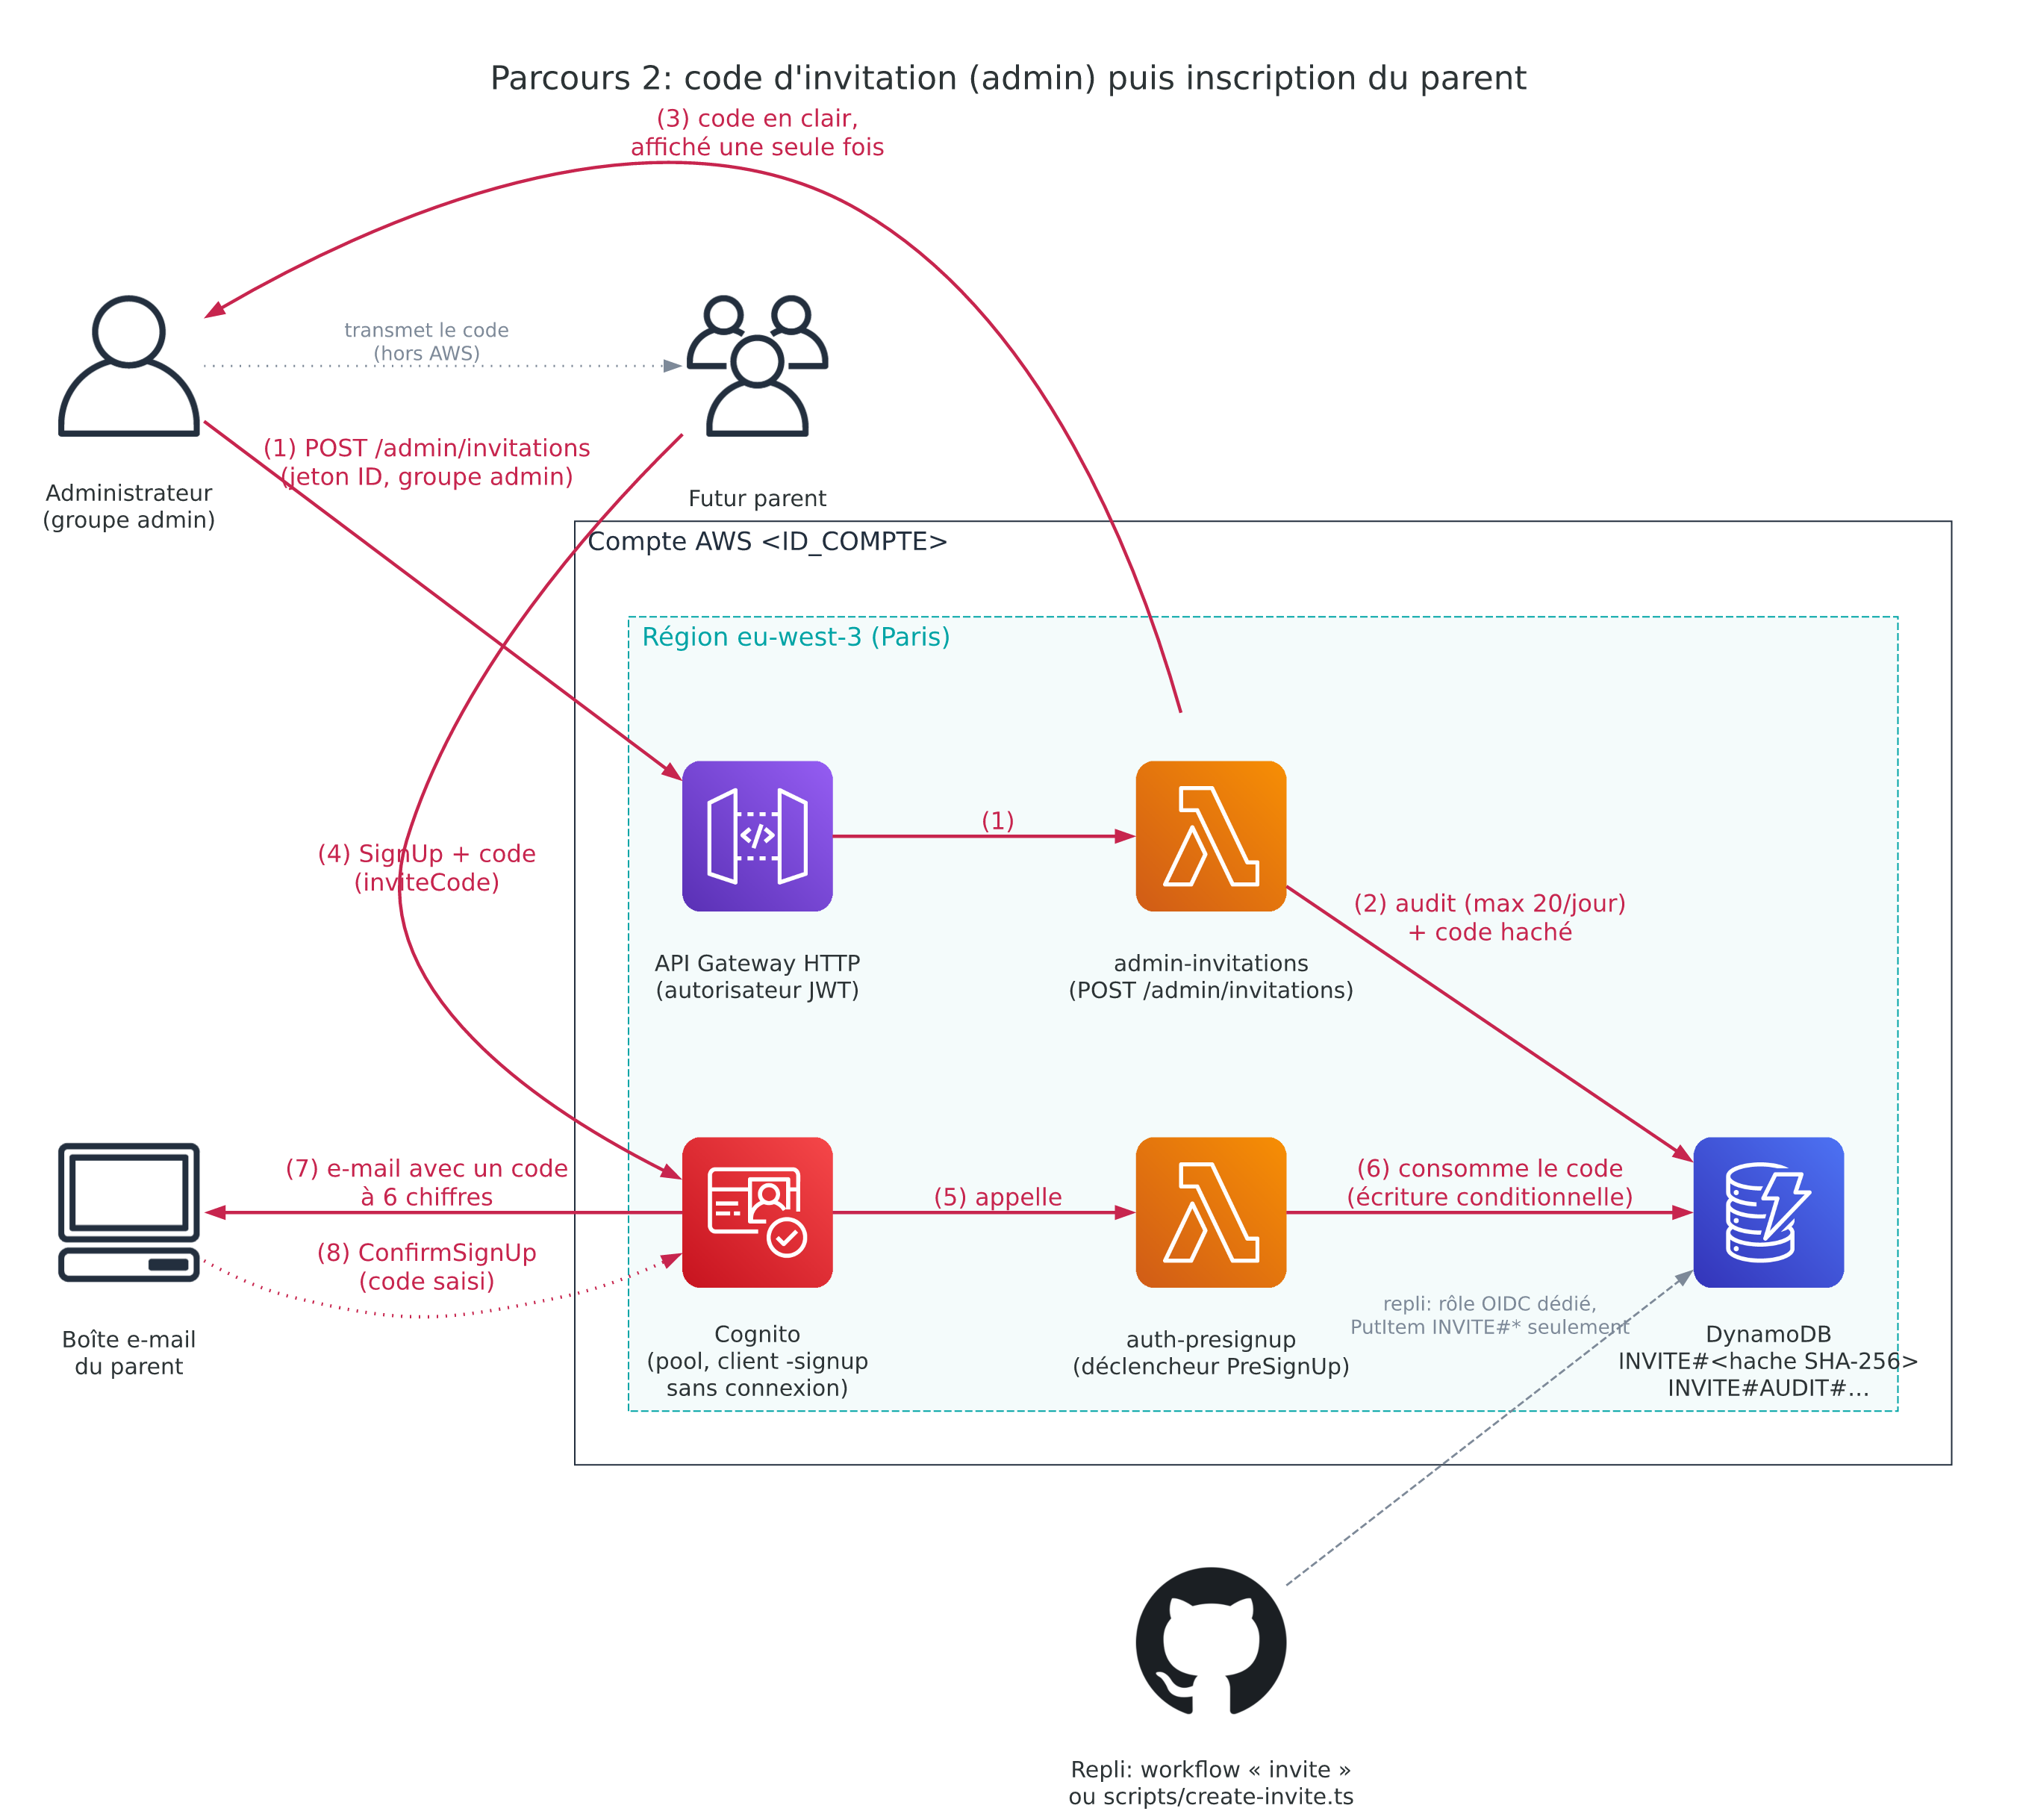 Parcours 2: code d'invitation (admin) puis inscription du parent
(3) code en clair,
affiché une seule fois
transmet le code
(hors AWS)
(1) POST /admin/invitations
(jeton ID, groupe admin)
Administrateur
(groupe admin)
Futur parent
Compte AWS <ID_COMPTE>
Région eu-west-3 (Paris)
(1)
(4) SignUp + code
(inviteCode)
(2) audit (max 20/jour)
+ code haché
API Gateway HTTP
(autorisateur JWT)
admin-invitations
(POST /admin/invitations)
(7) e-mail avec un code
à 6 chiffres
(5) appelle
(6) consomme le code
(écriture conditionnelle)
(8) ConfirmSignUp
(code saisi)
repli: rôle OIDC dédié,
PutItem INVITE#* seulement
Boîte e-mail
du parent
Cognito
(pool, client -signup
sans connexion)
auth-presignup
(déclencheur PreSignUp)
DynamoDB
INVITE#<hache SHA-256>
INVITE#AUDIT#...
Repli: workflow « invite »
ou scripts/create-invite.ts